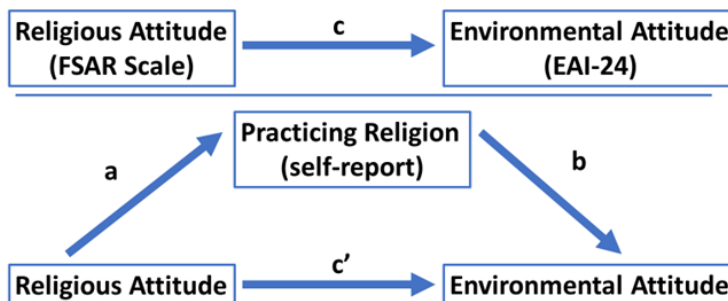 Religious Attitude
(FSAR Scale)
c
Environmental Attitude
(EAI-24)
Practicing Religion
(self-report)
a
b
Religious Attitude
c’
Environmental Attitude